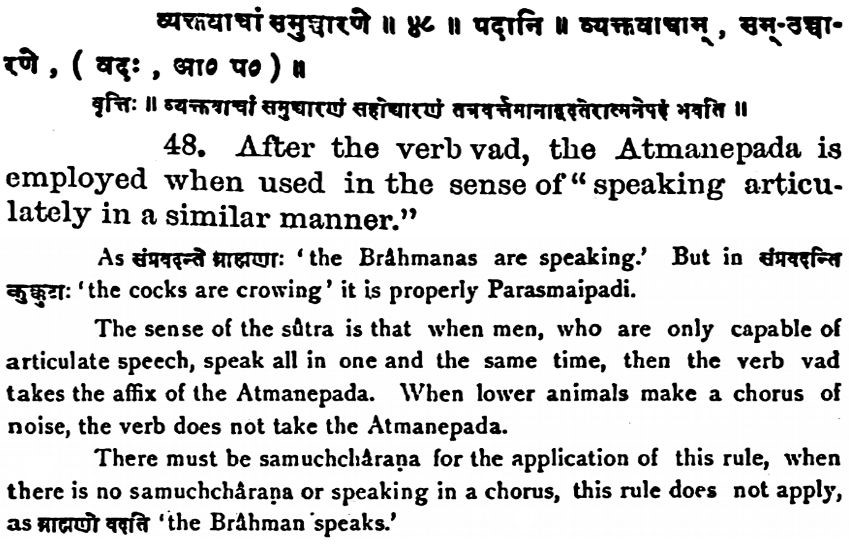 व्यक्तवाचां समुच्चारणे ॥ ४८ ॥ पदानि ॥ व्यक्तवाचाम् , सम्-उच्चा-
रणे , ( वदः , आ० प० ) ॥
वृत्तिः ॥ व्यक्तवाचां समुच्चारणं सहोच्चारणं तत्रवर्त्तमानाद्वदतेरात्मनेपदं भवति ॥
48. After the verb vad, the Atmanepada is
employed when used in the sense of “ speaking articu-
lately in a similar manner.”
As संप्रवदन्ते ब्राह्मणाः ‘the Brâhmanas are speaking.’ But in संप्रवदन्ति
कुक्कुटाः ‘the cocks are crowing’ it is properly Parasmaipadi.
The sense of the sûtra is that when men, who are only capable of
articulate speech, speak all in one and the same time, then the verb vad
takes the affix of the Atmanepada. When lower animals make a chorus of
noise, the verb does not take the Atmanepada.
There must be samuchchâraṇa for the application of this rule, when
there is no samuchchâraṇa or speaking in a chorus, this rule does not apply,
as ब्राह्मणो वदति ‘the Brâhman speaks.’